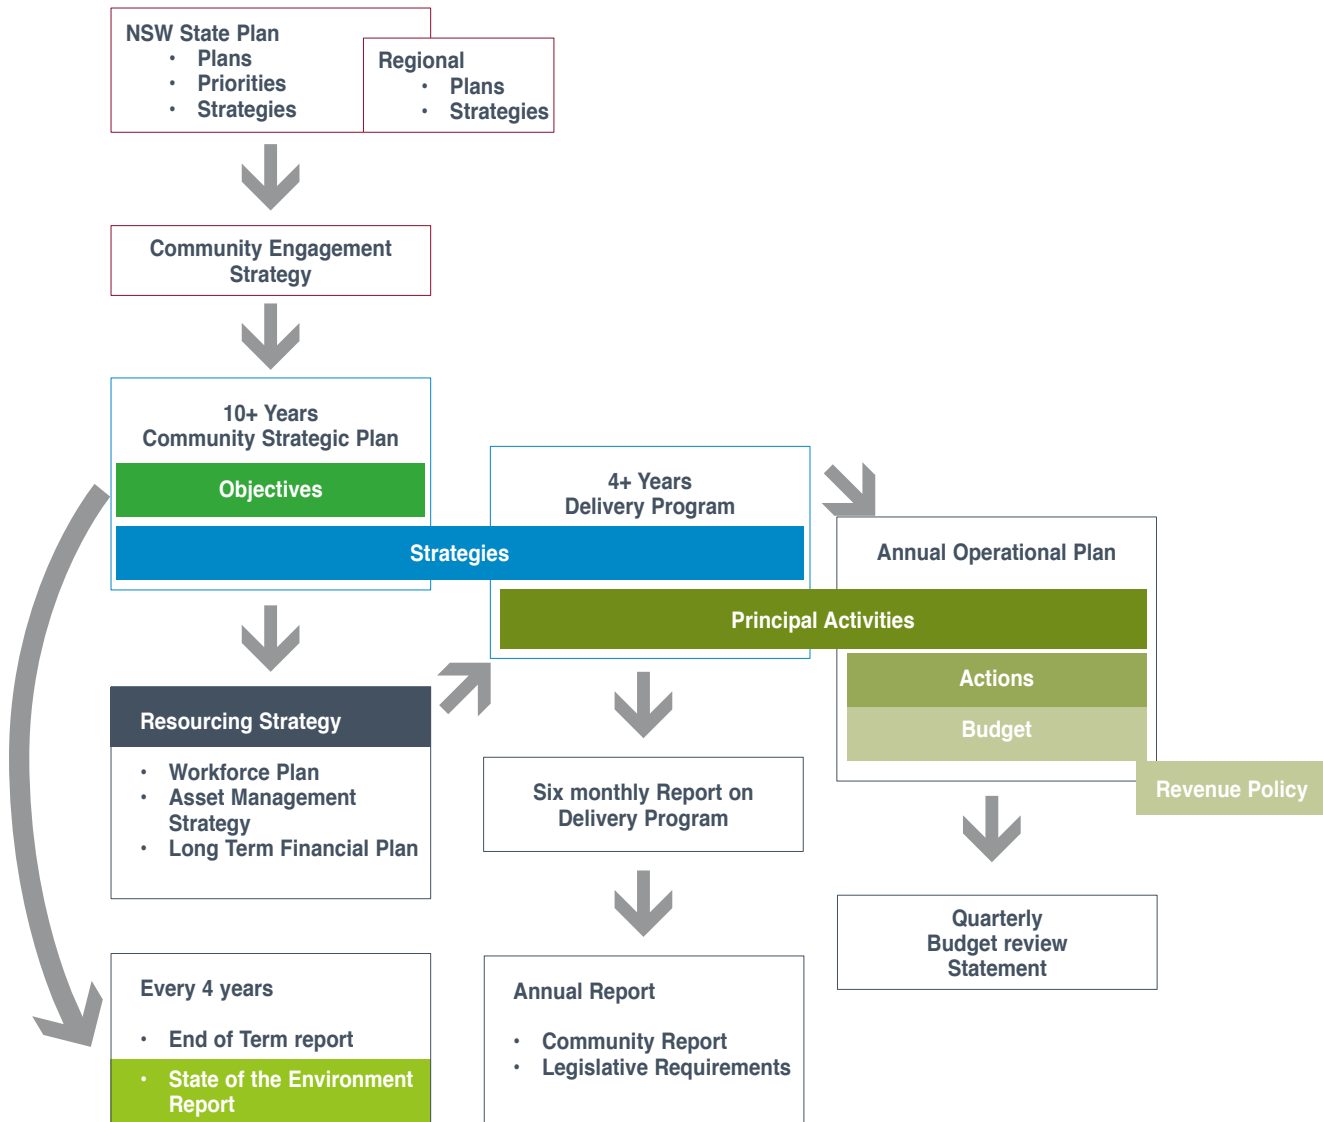 NSW State Plan
• Plans
• Priorities
• Strategies
Regional
• Plans
• Strategies
Community Engagement
Strategy
10+ Years
Community Strategic Plan
Objectives
4+ Years
Delivery Program
Strategies
Annual Operational Plan
Principal Activities
Actions
Budget
Revenue Policy
Resourcing Strategy
• Workforce Plan
• Asset Management
Strategy
• Long Term Financial Plan
Six monthly Report on
Delivery Program
Quarterly
Budget review
Statement
Every 4 years
• End of Term report
• State of the Environment
Report
Annual Report
• Community Report
• Legislative Requirements